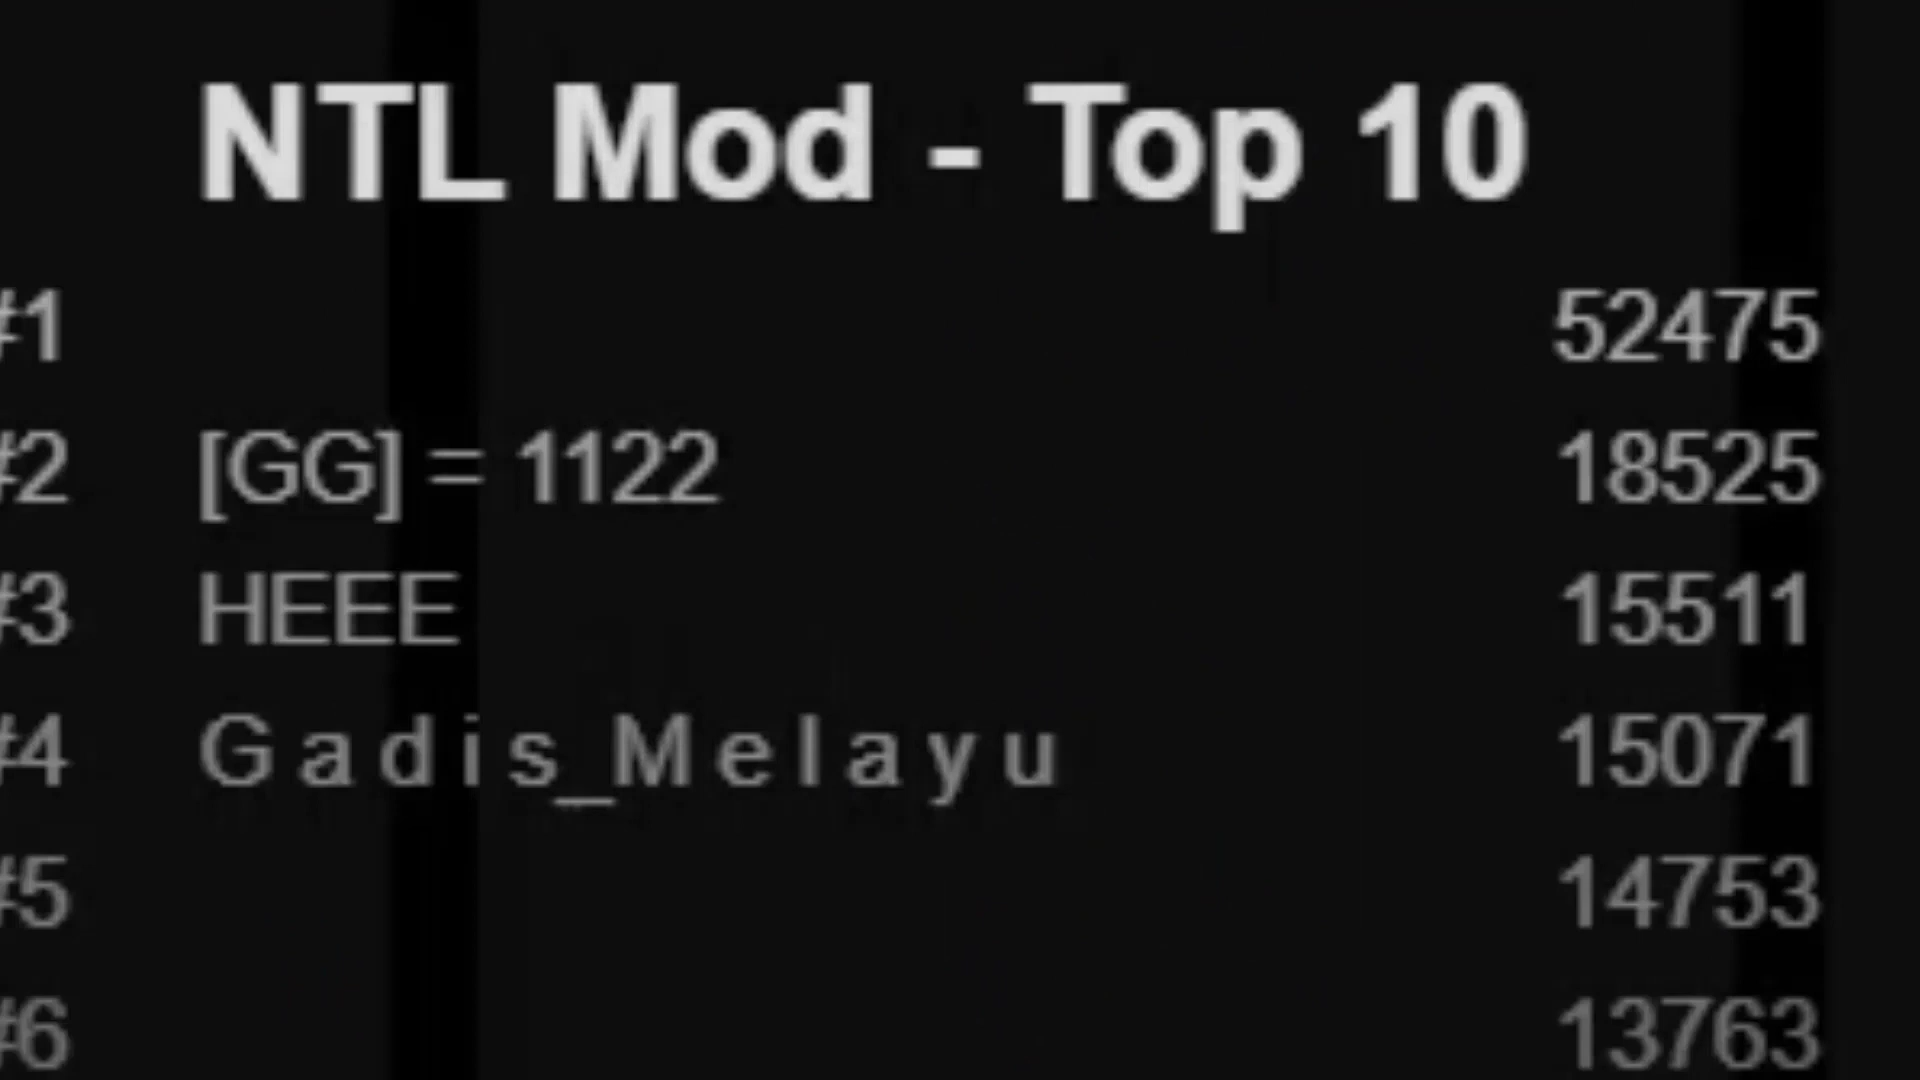 NTL Mod - Top 10
#1 52475
#2 [GG] = 1122 18525
#3 HEEE 15511
#4 G a d i s_M e l a y u 15071
#5 14753
#6 13763